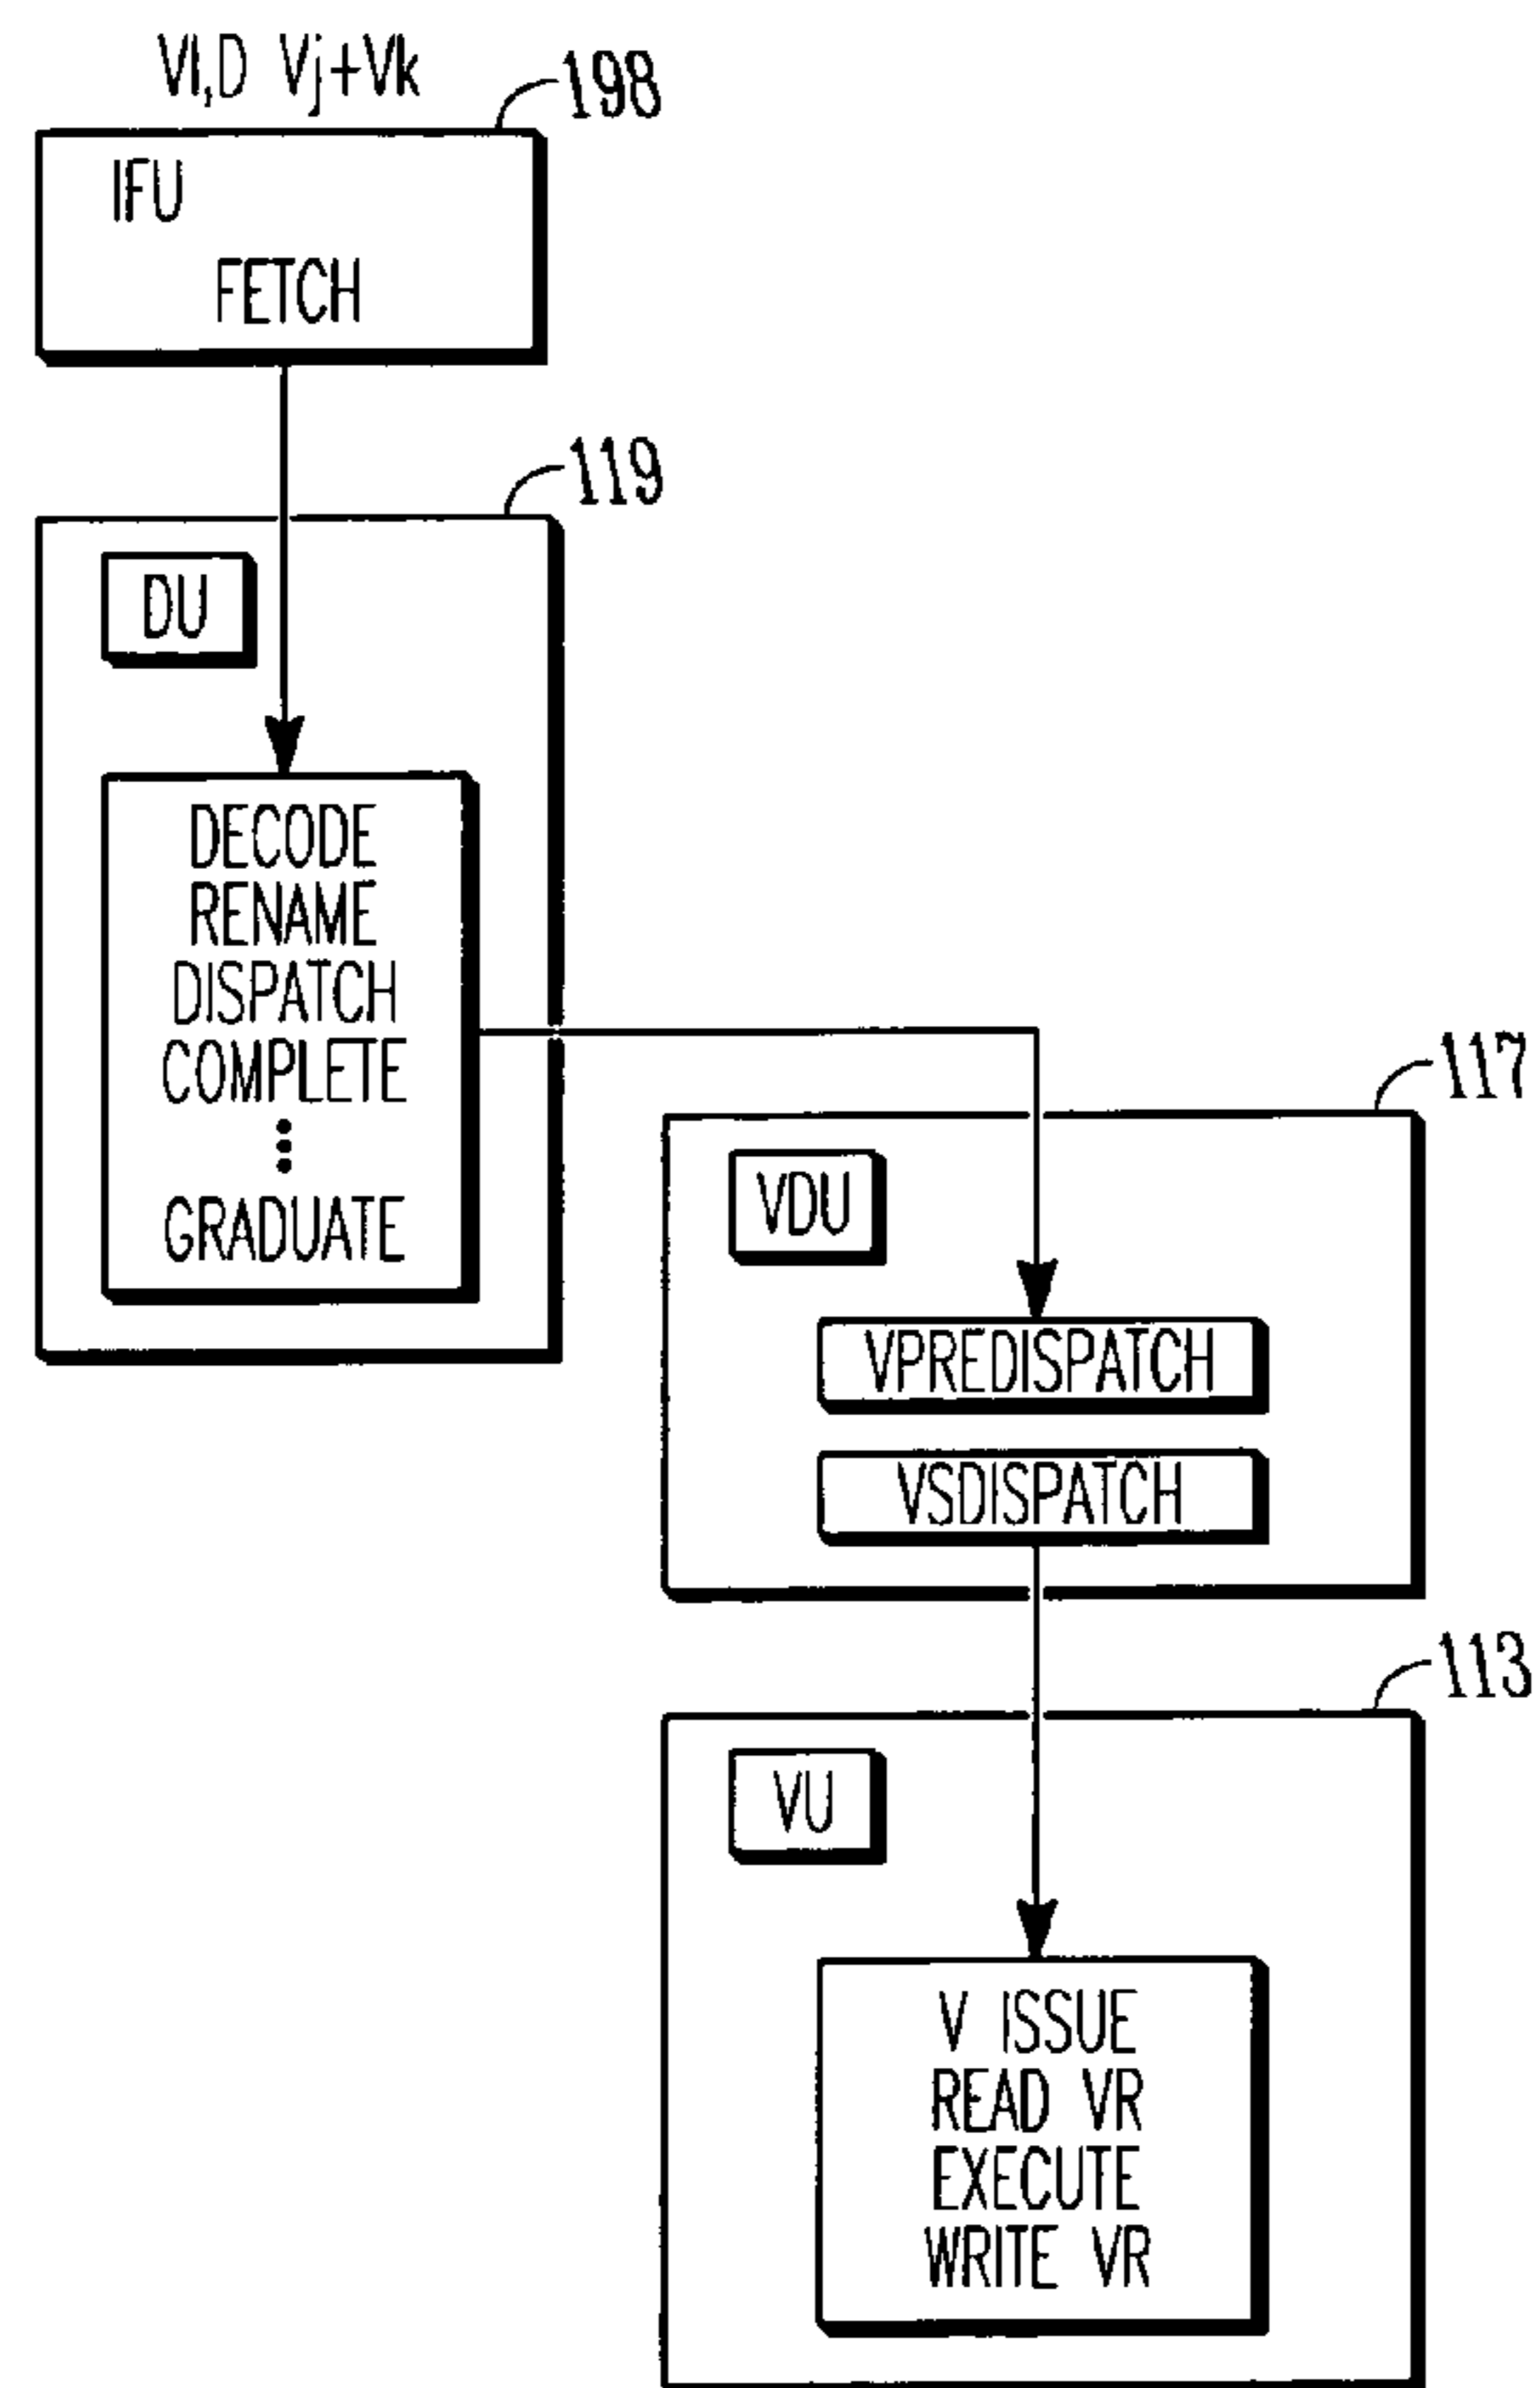 VI,D Vj+Vk
198
IFU
FETCH
119
DU
DECODE
RENAME
DISPATCH
COMPLETE
GRADUATE
117
VDU
VPREDISPATCH
VSDISPATCH
113
VU
V ISSUE
READ VR
EXECUTE
WRITE VR